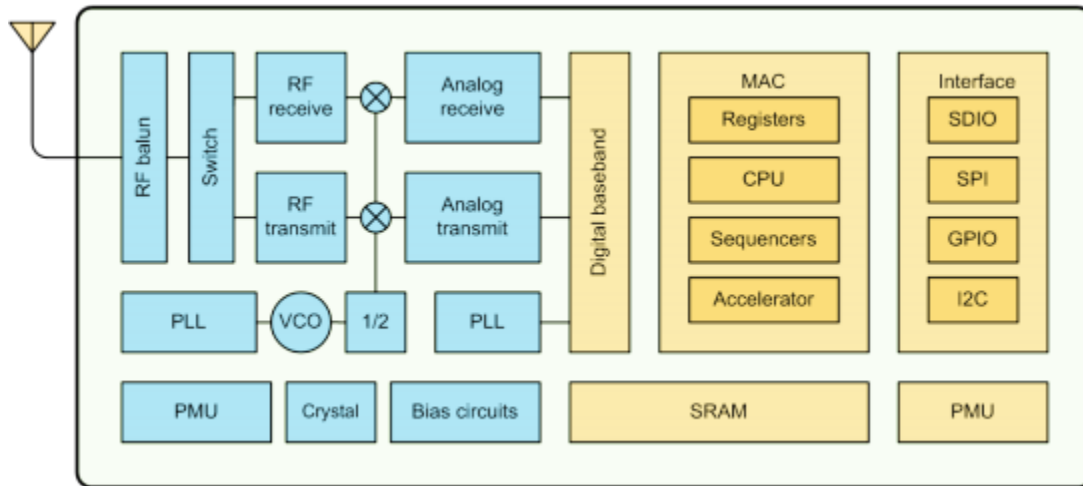 RF balun
Switch
RF
receive
Analog
receive
RF
transmit
Analog
transmit
PLL
VCO
1/2
PLL
Digital baseband
MAC
Registers
CPU
Sequencers
Accelerator
Interface
SDIO
SPI
GPIO
I2C
PMU
Crystal
Bias circuits
SRAM
PMU